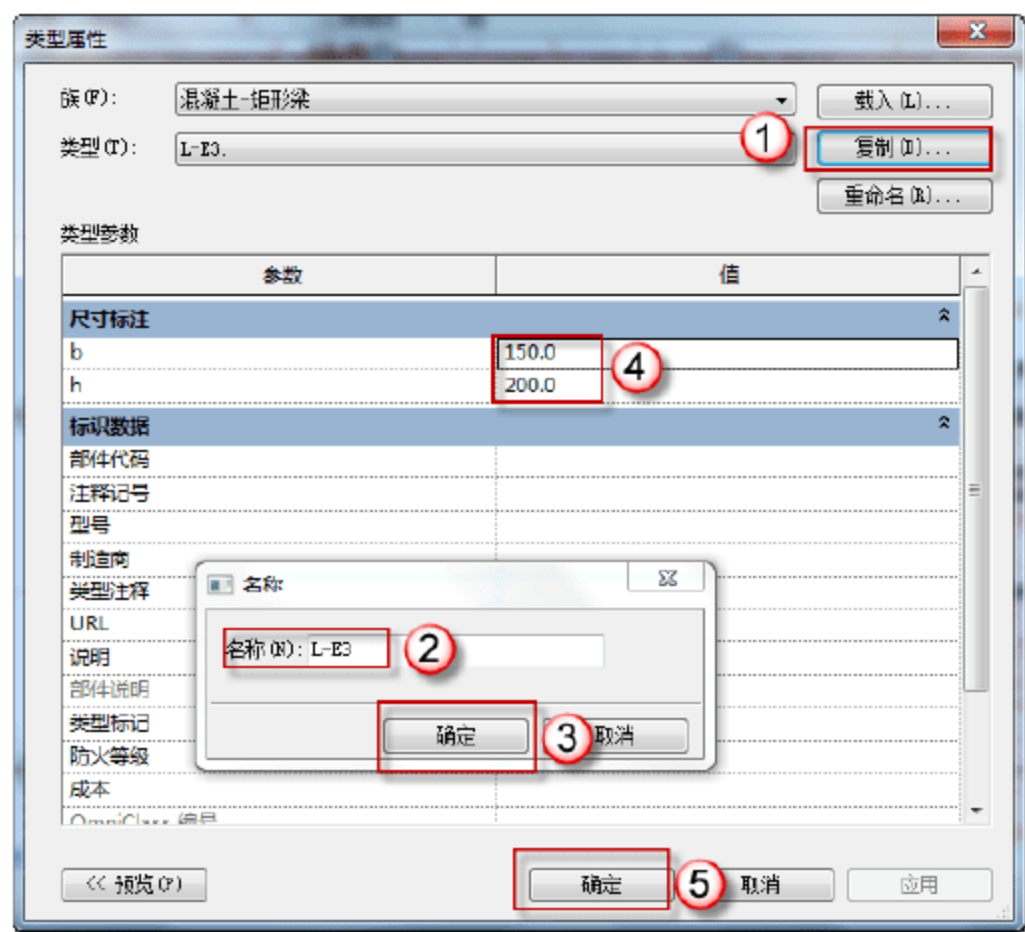 类型属性
族(F): 混凝土-矩形梁 载入(L)...
类型(T): L-E3. 1 复制(D)...
重命名(R)...
类型参数
参数 值
尺寸标注
b 150.0 4
h 200.0
标识数据
部件代码
注释记号
型号
制造商
类型注释
URL
说明
部件说明
类型标记
防火等级
成本
OmniClass 编号
名称
名称(N): L-E3 2
确定 3 取消
<< 预览(P) 确定 5 取消 应用